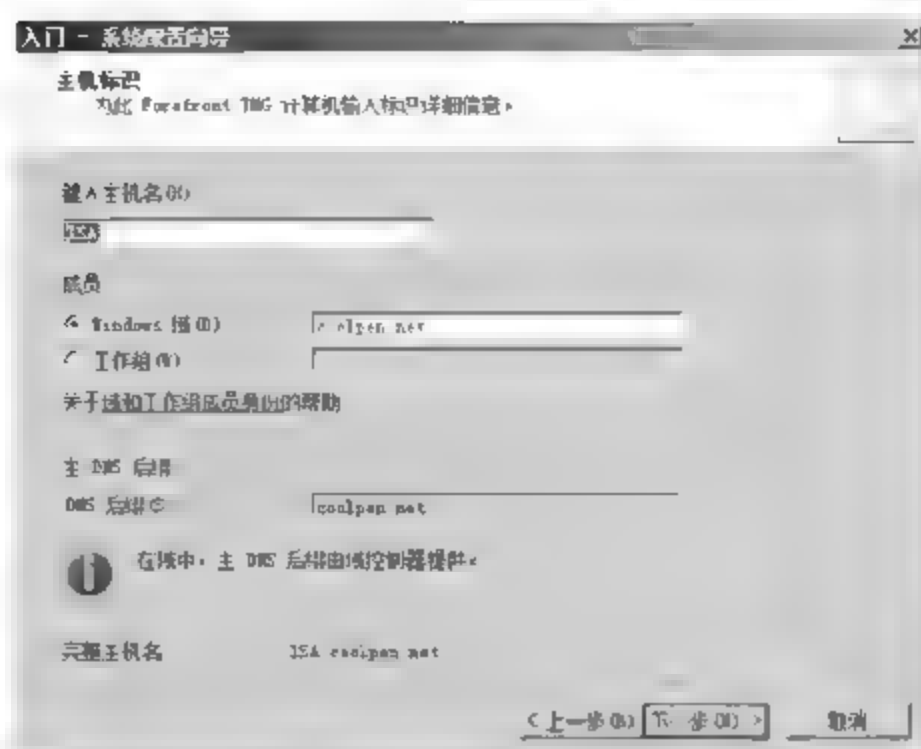 入门 - 系统配置向导
主机标识
为此 Forefront TMG 计算机输入标识详细信息。
键入主机名(H)
ISA
成员
Windows 域(D)
coolpen.net
工作组(W)
关于域和工作组成员身份的帮助
主 DNS 后缀
DNS 后缀
coolpen.net
在域中，主 DNS 后缀由域控制器提供。
完整主机名
ISA.coolpen.net
< 上一步(B)
下一步(N) >
取消